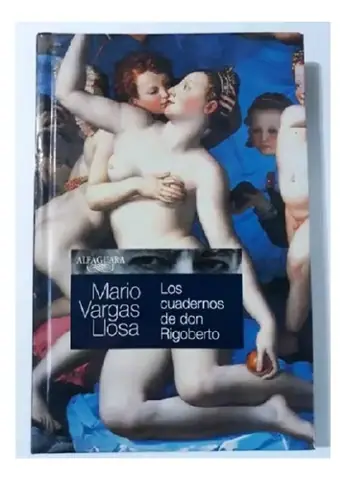 ALFAGUARA
Mario
Vargas
Llosa
Los
cuadernos
de don
Rigoberto